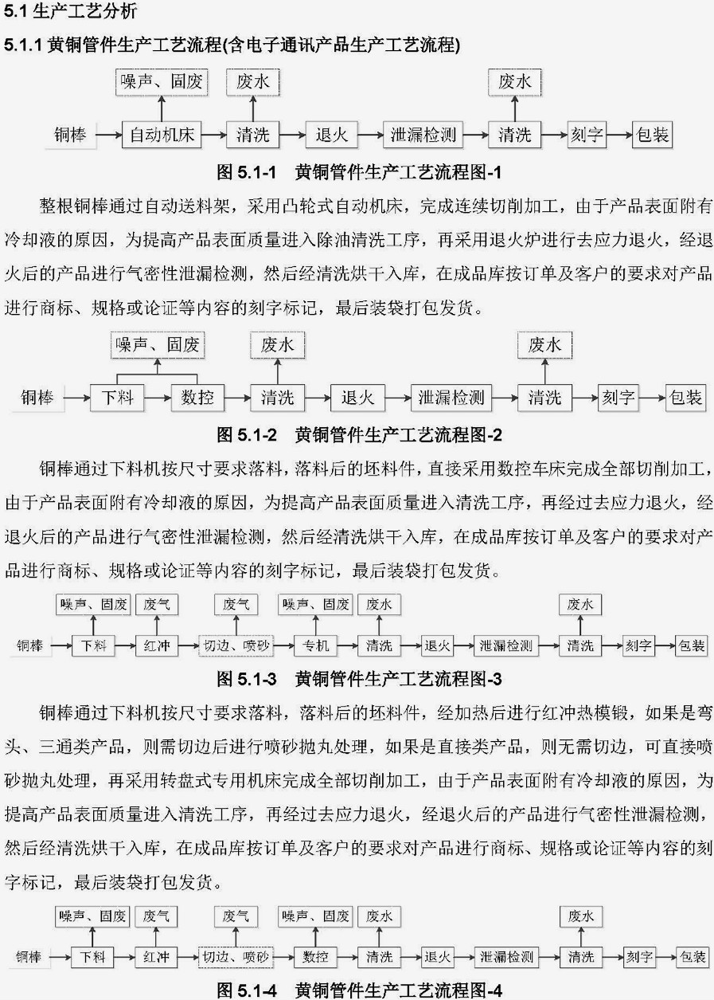 5.1 生产工艺分析
5.1.1 黄铜管件生产工艺流程(含电子通讯产品生产工艺流程)
噪声、固废 废水 废水
铜棒 自动机床 清洗 退火 泄漏检测 清洗 刻字 包装
图 5.1-1 黄铜管件生产工艺流程图-1
整根铜棒通过自动送料架，采用凸轮式自动机床，完成连续切削加工，由于产品表面附有
冷却液的原因，为提高产品表面质量进入除油清洗工序，再采用退火炉进行去应力退火，经退
火后的产品进行气密性泄漏检测，然后经清洗烘干入库，在成品库按订单及客户的要求对产品
进行商标、规格或论证等内容的刻字标记，最后装袋打包发货。
噪声、固废 废水 废水
铜棒 下料 数控 清洗 退火 泄漏检测 清洗 刻字 包装
图 5.1-2 黄铜管件生产工艺流程图-2
铜棒通过下料机按尺寸要求落料，落料后的坯料件，直接采用数控车床完成全部切削加工，
由于产品表面附有冷却液的原因，为提高产品表面质量进入清洗工序，再经过去应力退火，经
退火后的产品进行气密性泄漏检测，然后经清洗烘干入库，在成品库按订单及客户的要求对产
品进行商标、规格或论证等内容的刻字标记，最后装袋打包发货。
噪声、固废 废气 废气 噪声、固废 废水 废水
铜棒 下料 红冲 切边、喷砂 专机 清洗 退火 泄漏检测 清洗 刻字 包装
图 5.1-3 黄铜管件生产工艺流程图-3
铜棒通过下料机按尺寸要求落料，落料后的坯料件，经加热后进行红冲热模锻，如果是弯
头、三通类产品，则需切边后进行喷砂抛丸处理，如果是直接类产品，则无需切边，可直接喷
砂抛丸处理，再采用转盘式专用机床完成全部切削加工，由于产品表面附有冷却液的原因，为
提高产品表面质量进入清洗工序，再经过去应力退火，经退火后的产品进行气密性泄漏检测，
然后经清洗烘干入库，在成品库按订单及客户的要求对产品进行商标、规格或论证等内容的刻
字标记，最后装袋打包发货。
噪声、固废 废气 废气 噪声、固废 废水 废水
铜棒 下料 红冲 切边、喷砂 数控 清洗 退火 泄漏检测 清洗 刻字 包装
图 5.1-4 黄铜管件生产工艺流程图-4